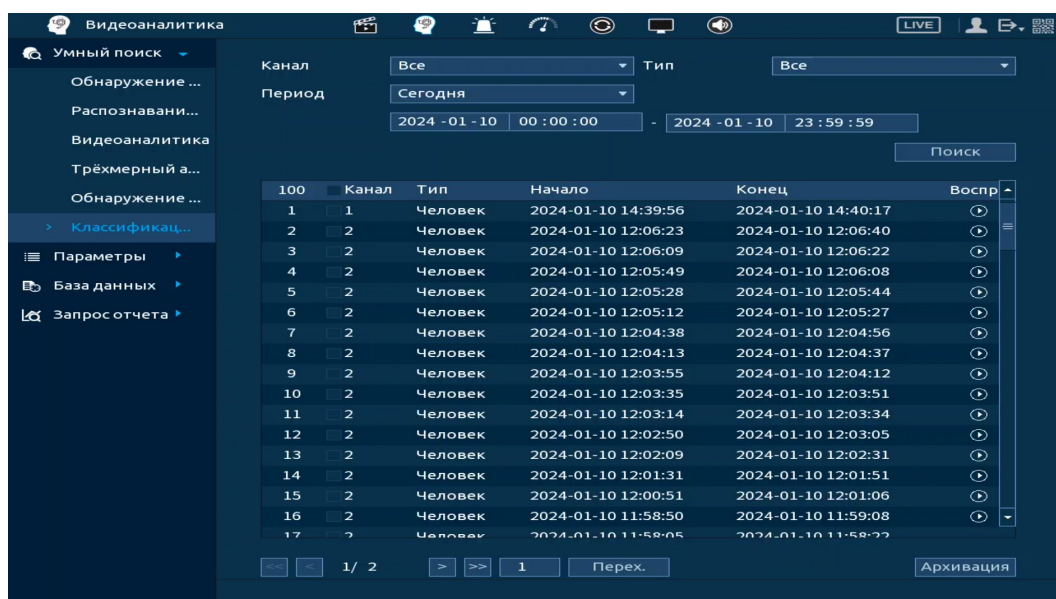 Видеоаналитика
LIVE
Умный поиск
Обнаружение ...
Распознавани...
Видеоаналитика
Трёхмерный а...
Обнаружение ...
> Классификац...
Параметры
База данных
Запрос отчета
Канал Все Тип Все
Период Сегодня
2024 -01 -10 00 : 00 : 00 - 2024 -01 -10 23 : 59 : 59
Поиск
100 Канал Тип Начало Конец Воспр
1 1 Человек 2024-01-10 14:39:56 2024-01-10 14:40:17
2 2 Человек 2024-01-10 12:06:23 2024-01-10 12:06:40
3 2 Человек 2024-01-10 12:06:09 2024-01-10 12:06:22
4 2 Человек 2024-01-10 12:05:49 2024-01-10 12:06:08
5 2 Человек 2024-01-10 12:05:28 2024-01-10 12:05:44
6 2 Человек 2024-01-10 12:05:12 2024-01-10 12:05:27
7 2 Человек 2024-01-10 12:04:38 2024-01-10 12:04:56
8 2 Человек 2024-01-10 12:04:13 2024-01-10 12:04:37
9 2 Человек 2024-01-10 12:03:55 2024-01-10 12:04:12
10 2 Человек 2024-01-10 12:03:35 2024-01-10 12:03:51
11 2 Человек 2024-01-10 12:03:14 2024-01-10 12:03:34
12 2 Человек 2024-01-10 12:02:50 2024-01-10 12:03:05
13 2 Человек 2024-01-10 12:02:09 2024-01-10 12:02:31
14 2 Человек 2024-01-10 12:01:31 2024-01-10 12:01:51
15 2 Человек 2024-01-10 12:00:51 2024-01-10 12:01:06
16 2 Человек 2024-01-10 11:58:50 2024-01-10 11:59:08
17 2 Человек 2024-01-10 11:58:05 2024-01-10 11:58:22
<< < 1/ 2 > >> 1 Перех. Архивация